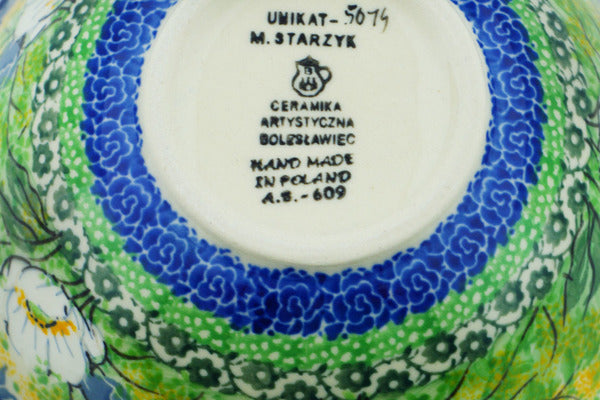 UNIKAT-5074
M. STARZYK
CERAMIKA
ARTYSTYCZNA
BOLESŁAWIEC
HAND MADE
IN POLAND
A.S.-609